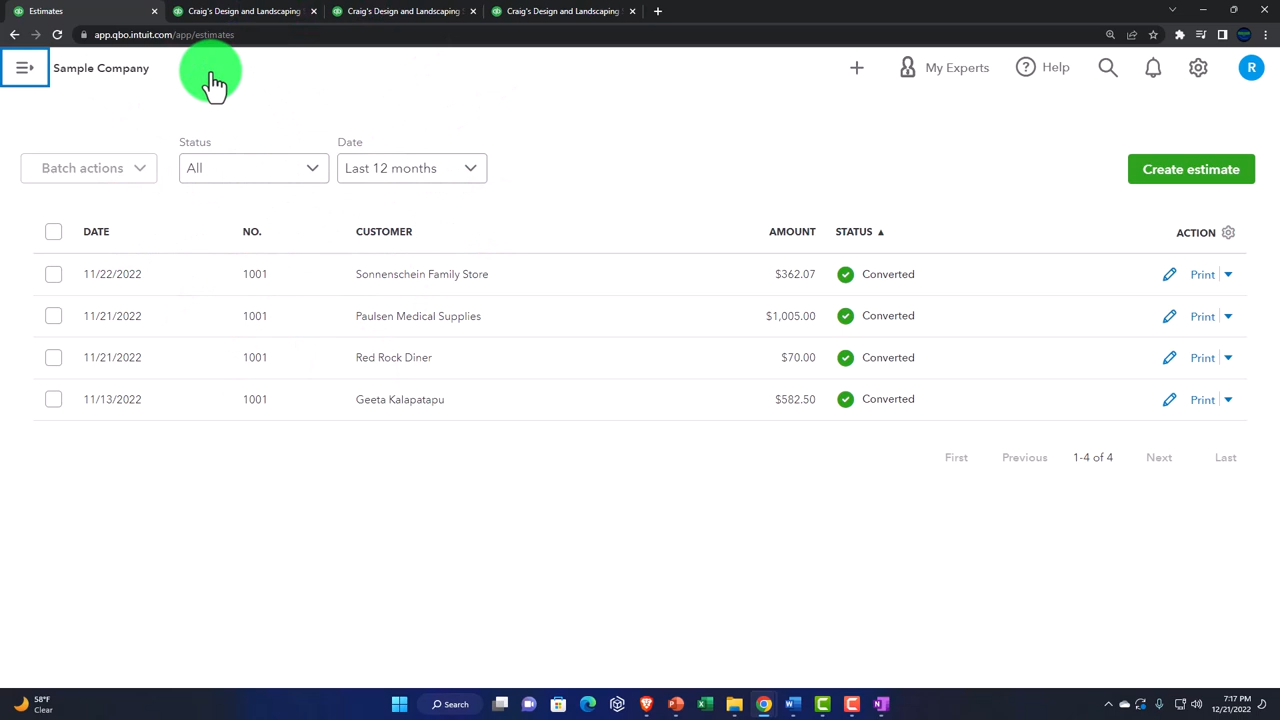 Estimates
Craig's Design and Landscaping
Craig's Design and Landscaping
Craig's Design and Landscaping
app.qbo.intuit.com/app/estimates
Sample Company
My Experts
Help
R
Status
Date
Batch actions
All
Last 12 months
Create estimate
DATE NO. CUSTOMER AMOUNT STATUS ▲ ACTION
11/22/2022 1001 Sonnenschein Family Store $362.07 Converted Print
11/21/2022 1001 Paulsen Medical Supplies $1,005.00 Converted Print
11/21/2022 1001 Red Rock Diner $70.00 Converted Print
11/13/2022 1001 Geeta Kalapatapu $582.50 Converted Print
First Previous 1-4 of 4 Next Last
58°F
Clear
Search
7:17 PM
12/21/2022